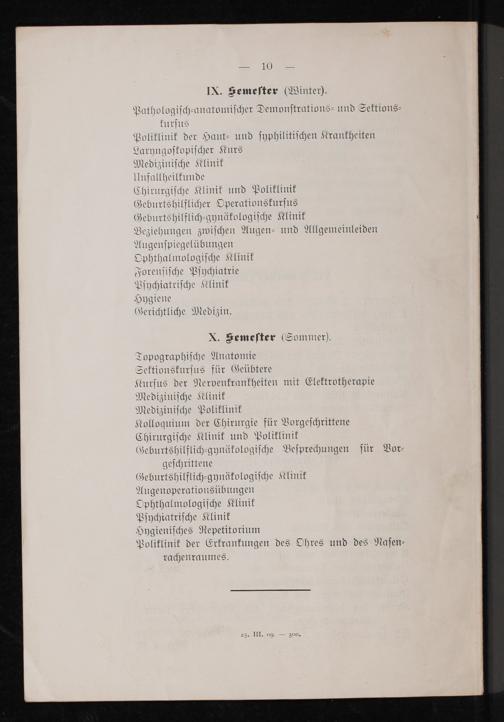 — 10 —
IX. Semester (Winter).
Pathologisch-anatomischer Demonstrations- und Sektions-
kursus
Poliklinik der Haut- und syphilitischen Krankheiten
Laryngoskopischer Kurs
Medizinische Klinik
Unfallheilkunde
Chirurgische Klinik und Poliklinik
Geburtshilflicher Operationskursus
Geburtshilflich-gynäkologische Klinik
Beziehungen zwischen Augen- und Allgemeinleiden
Augenspiegelübungen
Ophthalmologische Klinik
Forensische Psychiatrie
Psychiatrische Klinik
Hygiene
Gerichtliche Medizin.
X. Semester (Sommer).
Topographische Anatomie
Sektionskursus für Geübtere
Kursus der Nervenkrankheiten mit Elektrotherapie
Medizinische Klinik
Medizinische Poliklinik
Kolloquium der Chirurgie für Vorgeschrittene
Chirurgische Klinik und Poliklinik
Geburtshilflich-gynäkologische Besprechungen für Vor-
geschrittene
Geburtshilflich-gynäkologische Klinik
Augenoperationsübungen
Ophthalmologische Klinik
Psychiatrische Klinik
Hygienisches Repetitorium
Poliklinik der Erkrankungen des Ohres und des Nasen-
rachenraumes.
25. III. 09. — 300.